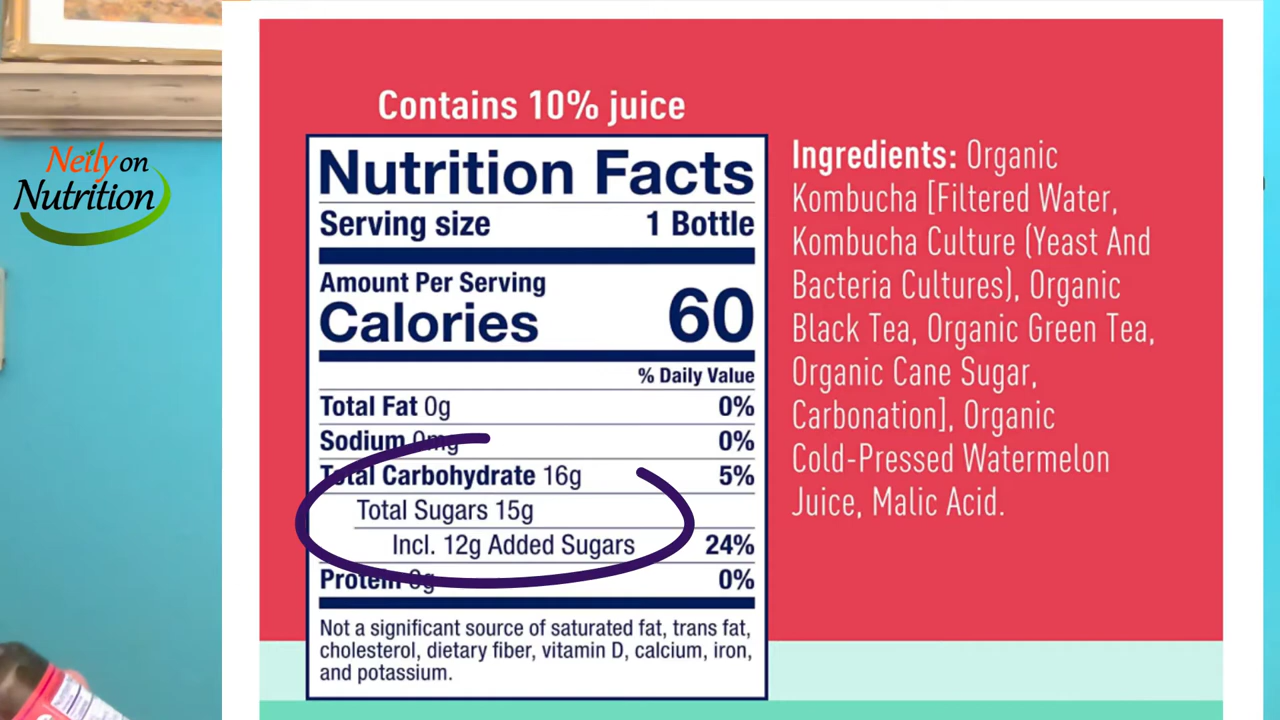 Neily on
Nutrition
Contains 10% juice
Nutrition Facts
Serving size 1 Bottle
Amount Per Serving
Calories 60
% Daily Value
Total Fat 0g 0%
Sodium 0mg 0%
Total Carbohydrate 16g 5%
Total Sugars 15g
Incl. 12g Added Sugars 24%
Protein 0g 0%
Not a significant source of saturated fat, trans fat,
cholesterol, dietary fiber, vitamin D, calcium, iron,
and potassium.
Ingredients: Organic
Kombucha [Filtered Water,
Kombucha Culture (Yeast And
Bacteria Cultures), Organic
Black Tea, Organic Green Tea,
Organic Cane Sugar,
Carbonation], Organic
Cold-Pressed Watermelon
Juice, Malic Acid.